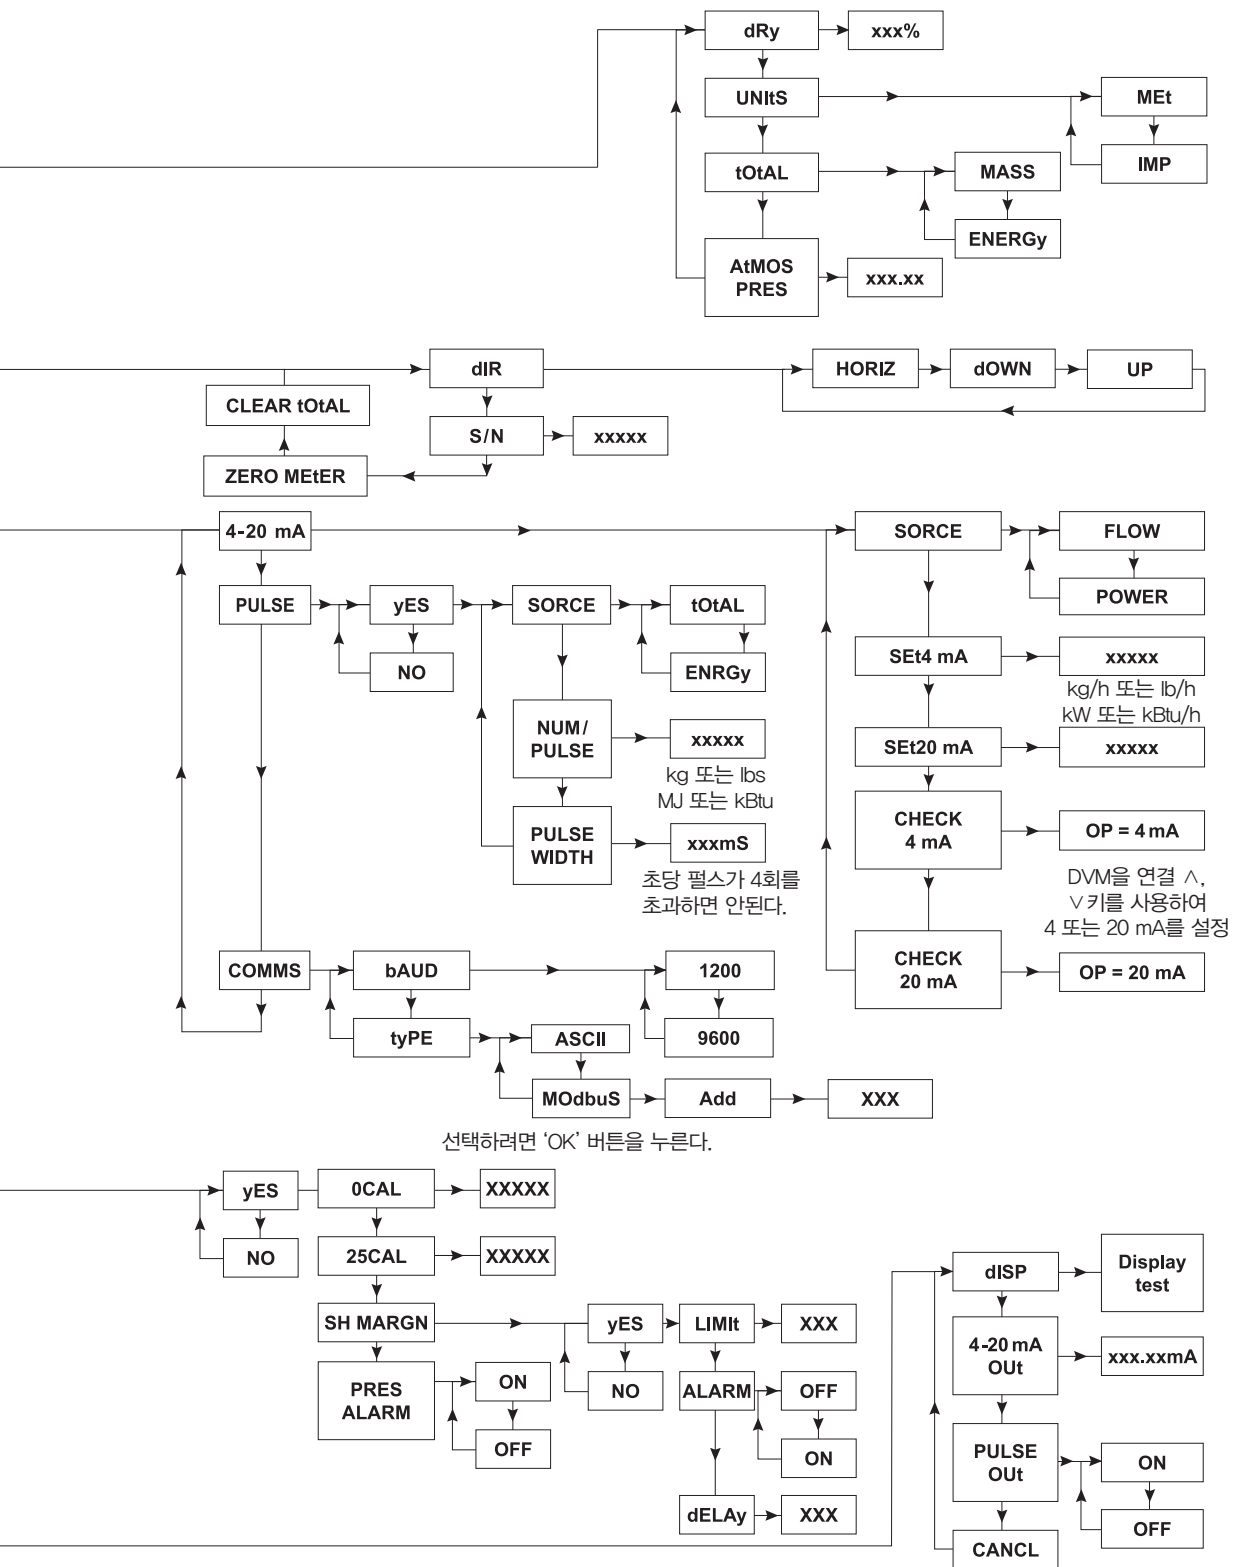 dRy
xxx%
UNItS
MEt
IMP
tOtAL
MASS
ENERGy
AtMOS
PRES
xxx.xx
dIR
HORIZ
dOWN
UP
CLEAR tOtAL
S/N
xxxxx
ZERO MEtER
4-20 mA
SORCE
FLOW
POWER
PULSE
yES
NO
SORCE
tOtAL
ENRGy
NUM/
PULSE
xxxxx
kg 또는 lbs
MJ 또는 kBtu
PULSE
WIDTH
xxxmS
초당 펄스가 4회를
초과하면 안된다.
SEt4 mA
xxxxx
kg/h 또는 lb/h
kW 또는 kBtu/h
SEt20 mA
xxxxx
CHECK
4 mA
OP = 4 mA
DVM을 연결 ∧,
∨키를 사용하여
4 또는 20 mA를 설정
CHECK
20 mA
OP = 20 mA
COMMS
bAUD
1200
9600
tyPE
ASCII
MOdbuS
Add
XXX
선택하려면 ‘OK’ 버튼을 누른다.
yES
NO
0CAL
XXXXX
25CAL
XXXXX
SH MARGN
yES
NO
LIMIt
XXX
PRES
ALARM
ON
OFF
ALARM
OFF
ON
dELAy
XXX
dISP
Display
test
4-20 mA
OUt
xxx.xxmA
PULSE
OUt
ON
OFF
CANCL